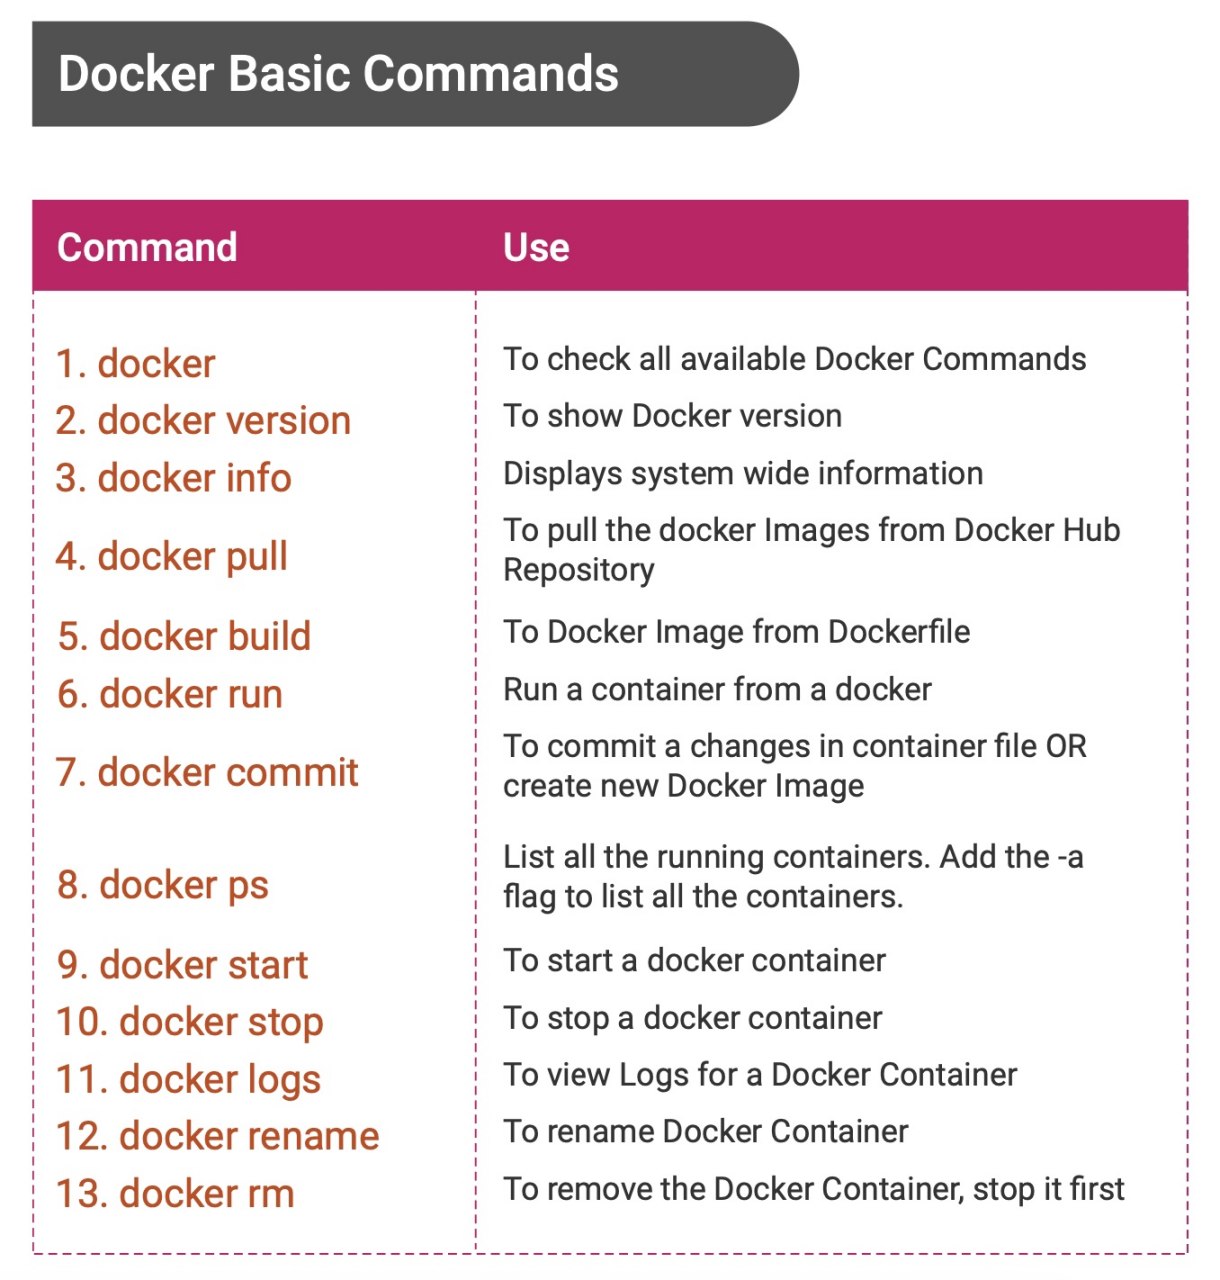 Docker Basic Commands
Command Use
1. docker To check all available Docker Commands
2. docker version To show Docker version
3. docker info Displays system wide information
4. docker pull To pull the docker Images from Docker Hub
Repository
5. docker build To Docker Image from Dockerfile
6. docker run Run a container from a docker
7. docker commit To commit a changes in container file OR
create new Docker Image
8. docker ps List all the running containers. Add the -a
flag to list all the containers.
9. docker start To start a docker container
10. docker stop To stop a docker container
11. docker logs To view Logs for a Docker Container
12. docker rename To rename Docker Container
13. docker rm To remove the Docker Container, stop it first